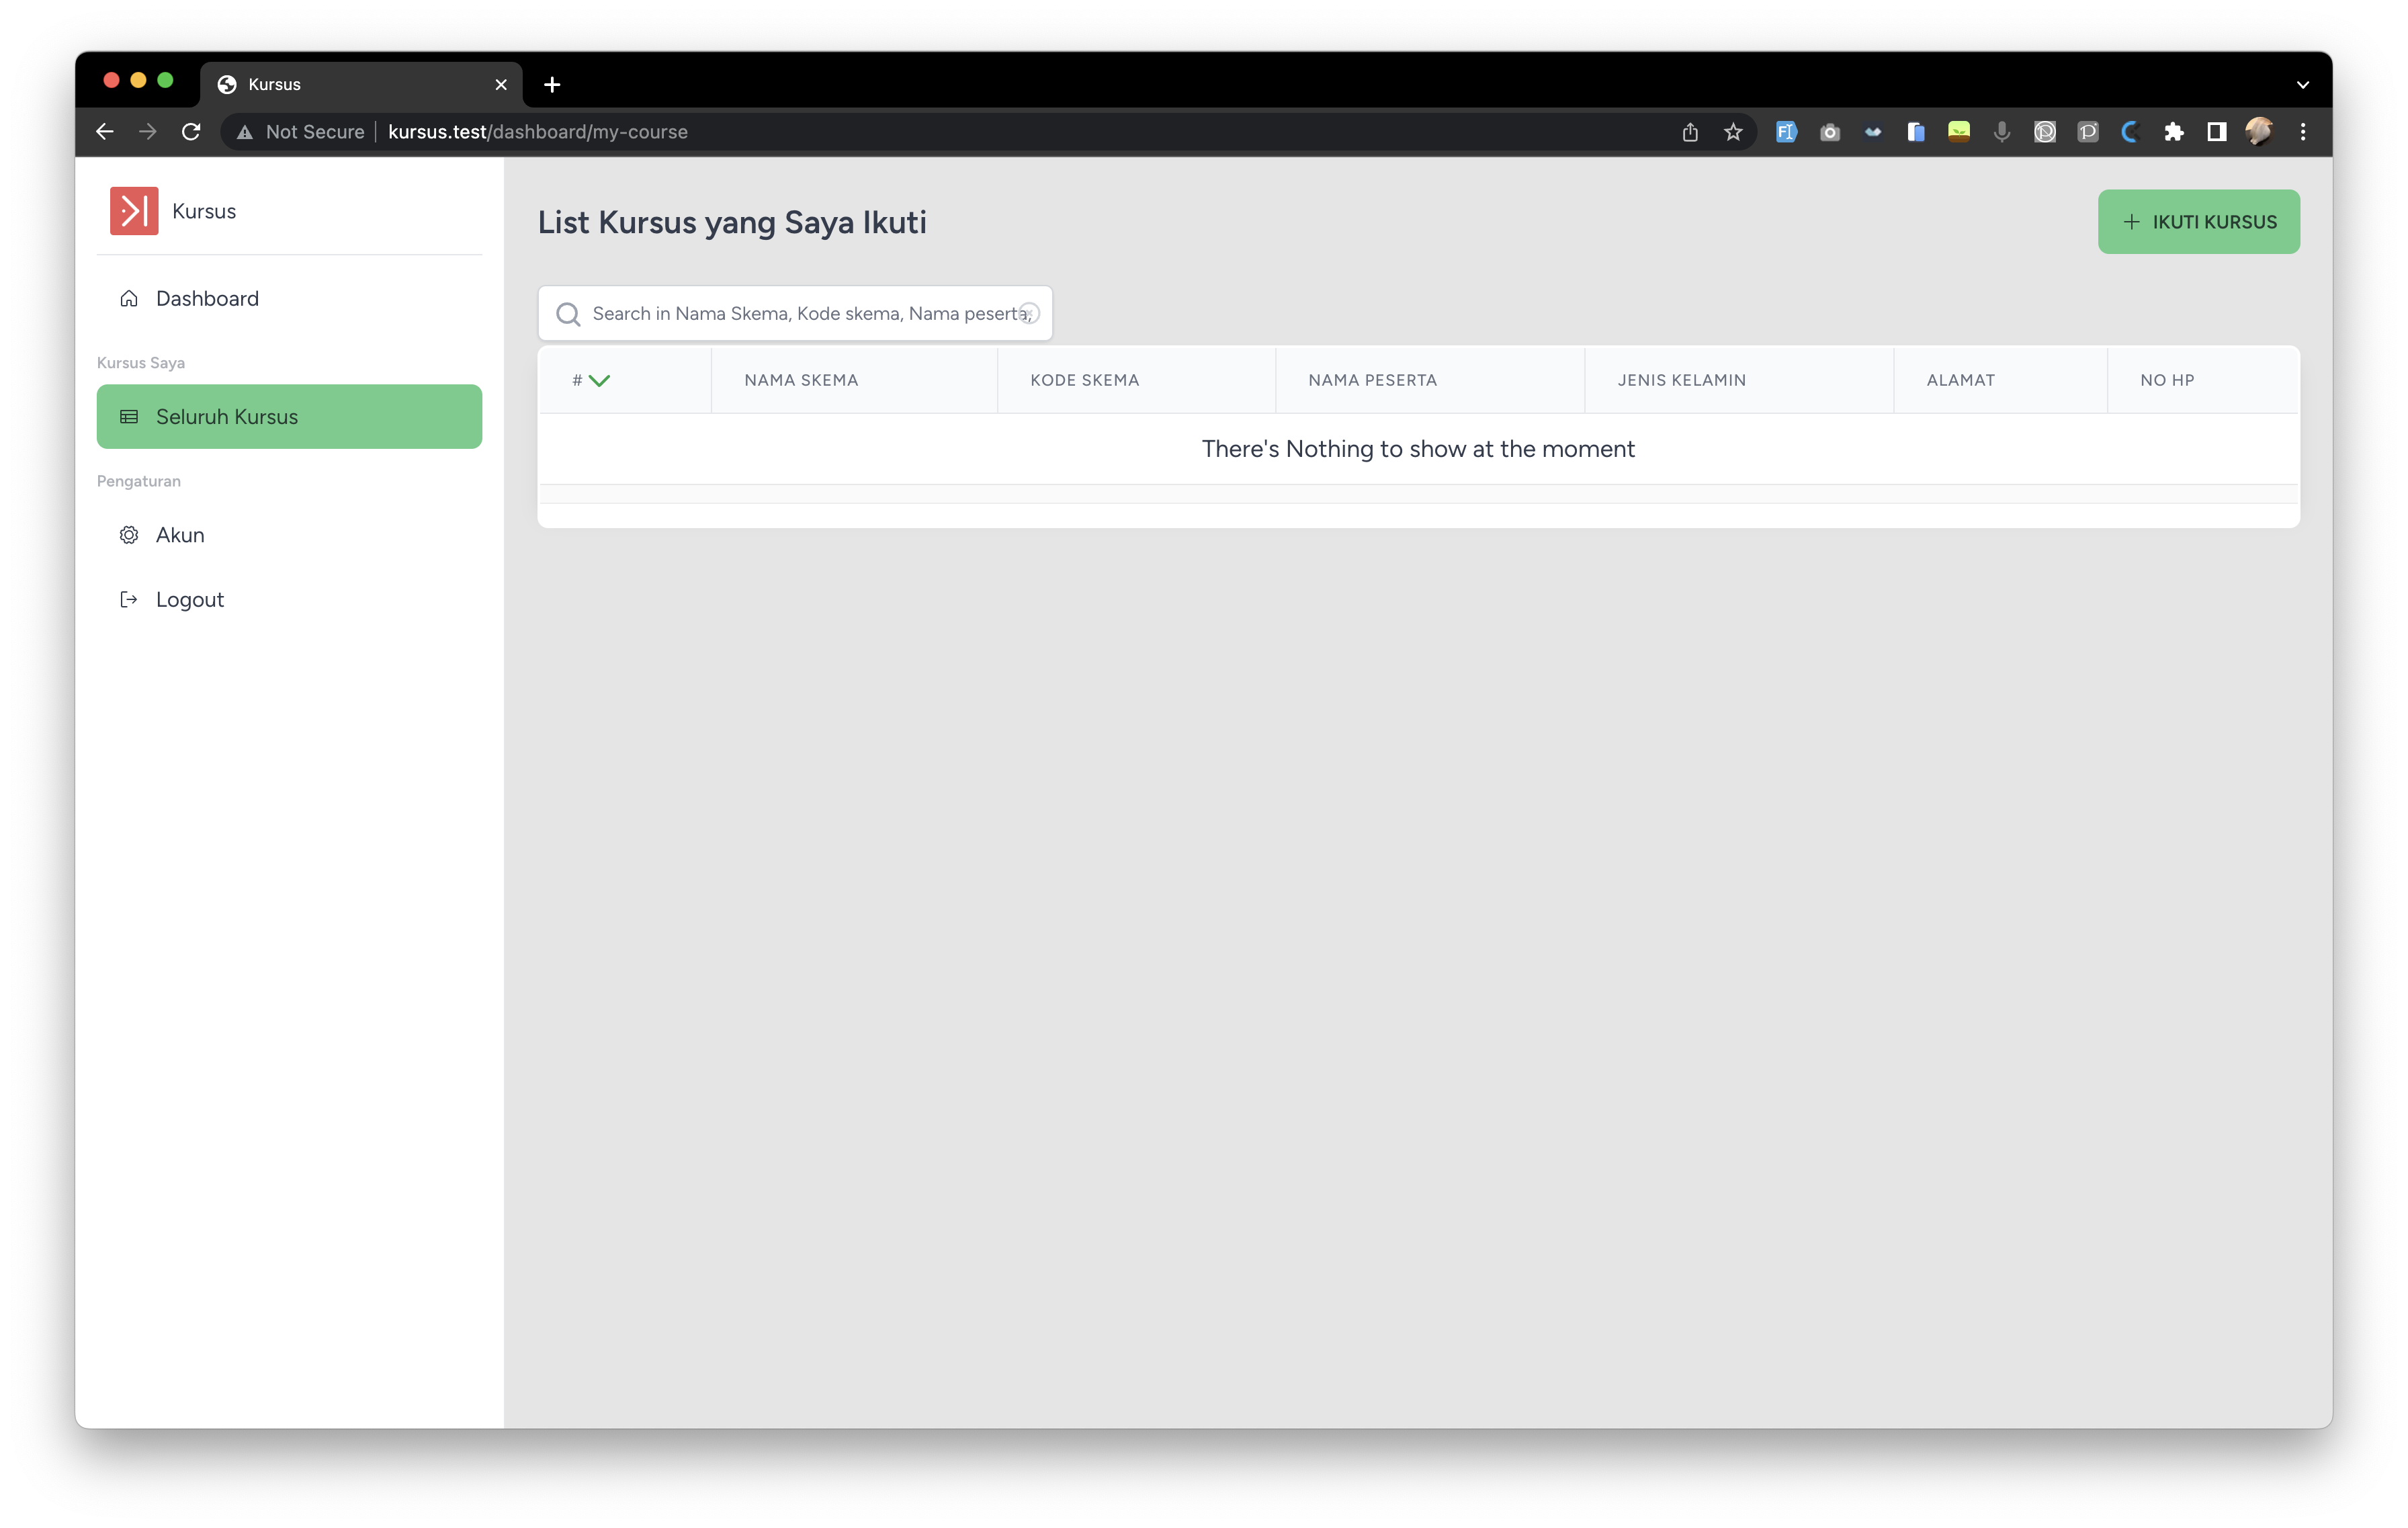 Kursus
Not Secure kursus.test/dashboard/my-course
Kursus
Dashboard
Kursus Saya
Seluruh Kursus
Pengaturan
Akun
Logout
List Kursus yang Saya Ikuti
+ IKUTI KURSUS
Search in Nama Skema, Kode skema, Nama peserta,
# NAMA SKEMA KODE SKEMA NAMA PESERTA JENIS KELAMIN ALAMAT NO HP
There's Nothing to show at the moment